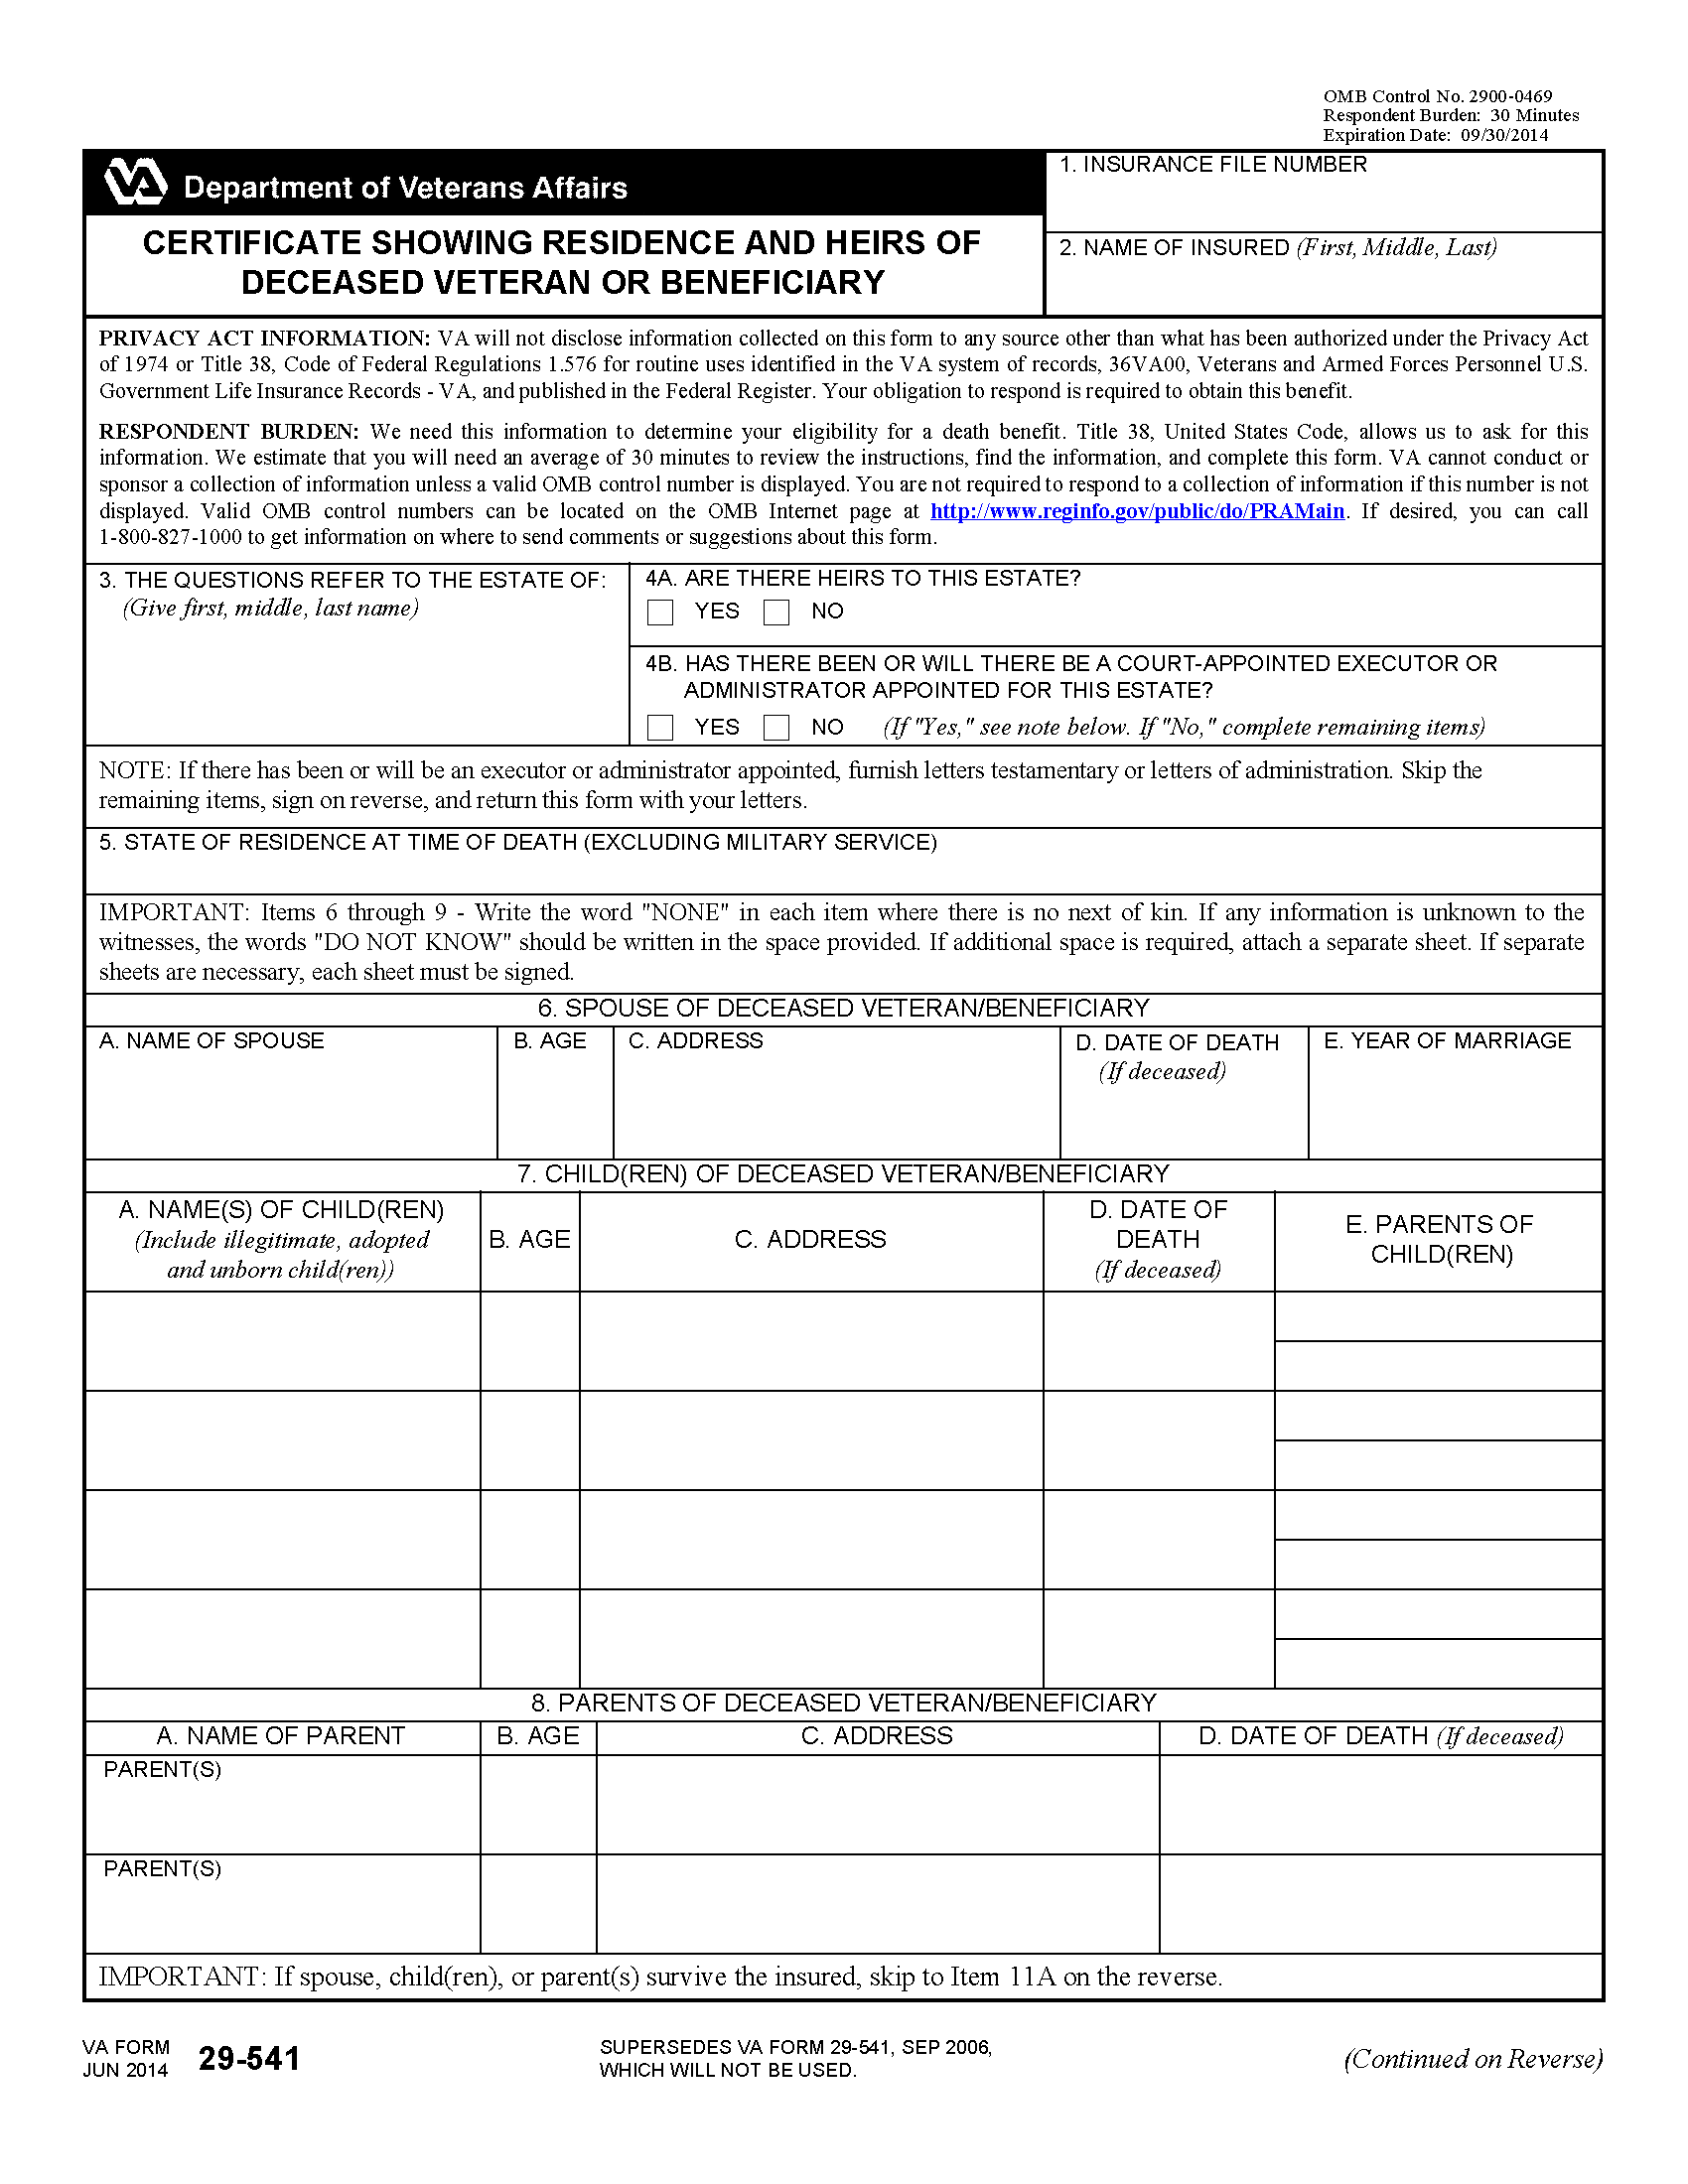 OMB Control No. 2900-0469
Respondent Burden: 30 Minutes
Expiration Date: 09/30/2014
VA Department of Veterans Affairs
CERTIFICATE SHOWING RESIDENCE AND HEIRS OF
DECEASED VETERAN OR BENEFICIARY
1. INSURANCE FILE NUMBER
2. NAME OF INSURED (First, Middle, Last)
PRIVACY ACT INFORMATION: VA will not disclose information collected on this form to any source other than what has been authorized under the Privacy Act
of 1974 or Title 38, Code of Federal Regulations 1.576 for routine uses identified in the VA system of records, 36VA00, Veterans and Armed Forces Personnel U.S.
Government Life Insurance Records - VA, and published in the Federal Register. Your obligation to respond is required to obtain this benefit.
RESPONDENT BURDEN: We need this information to determine your eligibility for a death benefit. Title 38, United States Code, allows us to ask for this
information. We estimate that you will need an average of 30 minutes to review the instructions, find the information, and complete this form. VA cannot conduct or
sponsor a collection of information unless a valid OMB control number is displayed. You are not required to respond to a collection of information if this number is not
displayed. Valid OMB control numbers can be located on the OMB Internet page at http://www.reginfo.gov/public/do/PRAMain. If desired, you can call
1-800-827-1000 to get information on where to send comments or suggestions about this form.
3. THE QUESTIONS REFER TO THE ESTATE OF:
(Give first, middle, last name)
4A. ARE THERE HEIRS TO THIS ESTATE?
YES NO
4B. HAS THERE BEEN OR WILL THERE BE A COURT-APPOINTED EXECUTOR OR
ADMINISTRATOR APPOINTED FOR THIS ESTATE?
YES NO (If "Yes," see note below. If "No," complete remaining items)
NOTE: If there has been or will be an executor or administrator appointed, furnish letters testamentary or letters of administration. Skip the
remaining items, sign on reverse, and return this form with your letters.
5. STATE OF RESIDENCE AT TIME OF DEATH (EXCLUDING MILITARY SERVICE)
IMPORTANT: Items 6 through 9 - Write the word "NONE" in each item where there is no next of kin. If any information is unknown to the
witnesses, the words "DO NOT KNOW" should be written in the space provided. If additional space is required, attach a separate sheet. If separate
sheets are necessary, each sheet must be signed.
6. SPOUSE OF DECEASED VETERAN/BENEFICIARY
A. NAME OF SPOUSE
B. AGE
C. ADDRESS
D. DATE OF DEATH
(If deceased)
E. YEAR OF MARRIAGE
7. CHILD(REN) OF DECEASED VETERAN/BENEFICIARY
A. NAME(S) OF CHILD(REN)
(Include illegitimate, adopted
and unborn child(ren))
B. AGE
C. ADDRESS
D. DATE OF
DEATH
(If deceased)
E. PARENTS OF
CHILD(REN)
8. PARENTS OF DECEASED VETERAN/BENEFICIARY
A. NAME OF PARENT
B. AGE
C. ADDRESS
D. DATE OF DEATH (If deceased)
PARENT(S)
PARENT(S)
IMPORTANT: If spouse, child(ren), or parent(s) survive the insured, skip to Item 11A on the reverse.
VA FORM
JUN 2014
29-541
SUPERSEDES VA FORM 29-541, SEP 2006,
WHICH WILL NOT BE USED.
(Continued on Reverse)